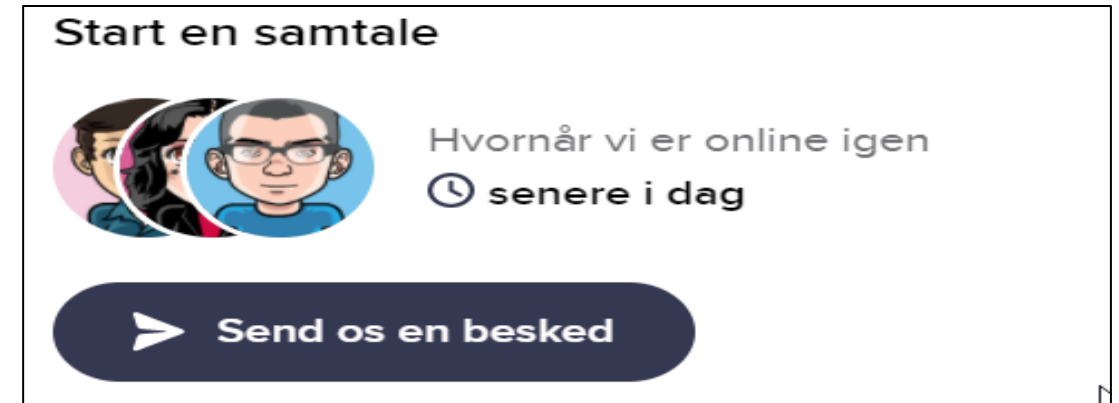 Start en samtale
Hvornår vi er online igen
senere i dag
Send os en besked